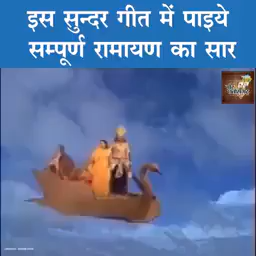 इस सुन्दर गीत में पाइये
सम्पूर्ण रामायण का सार